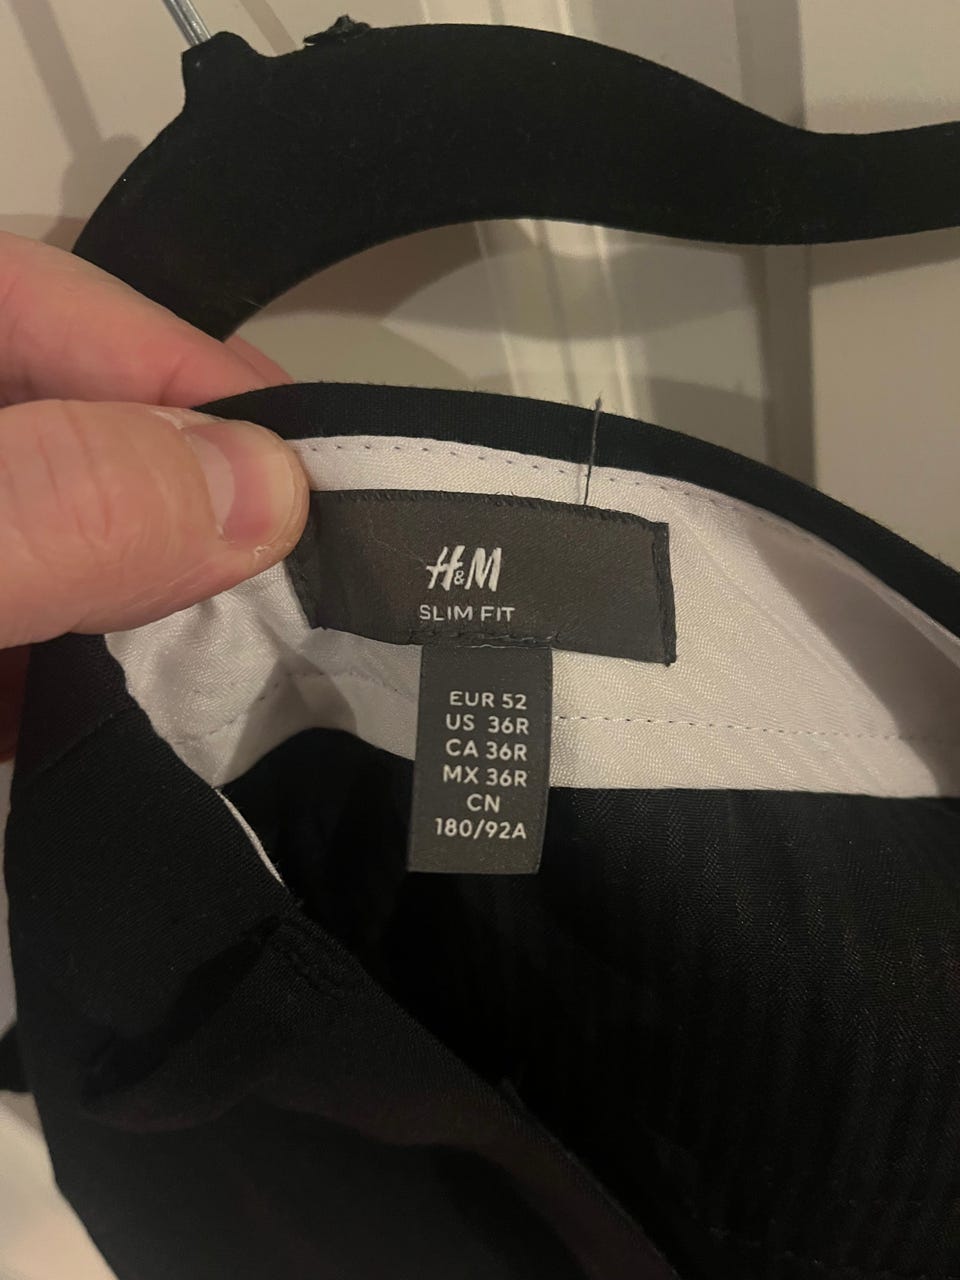 H&M
SLIM FIT
EUR 52
US 36R
CA 36R
MX 36R
CN
180/92A